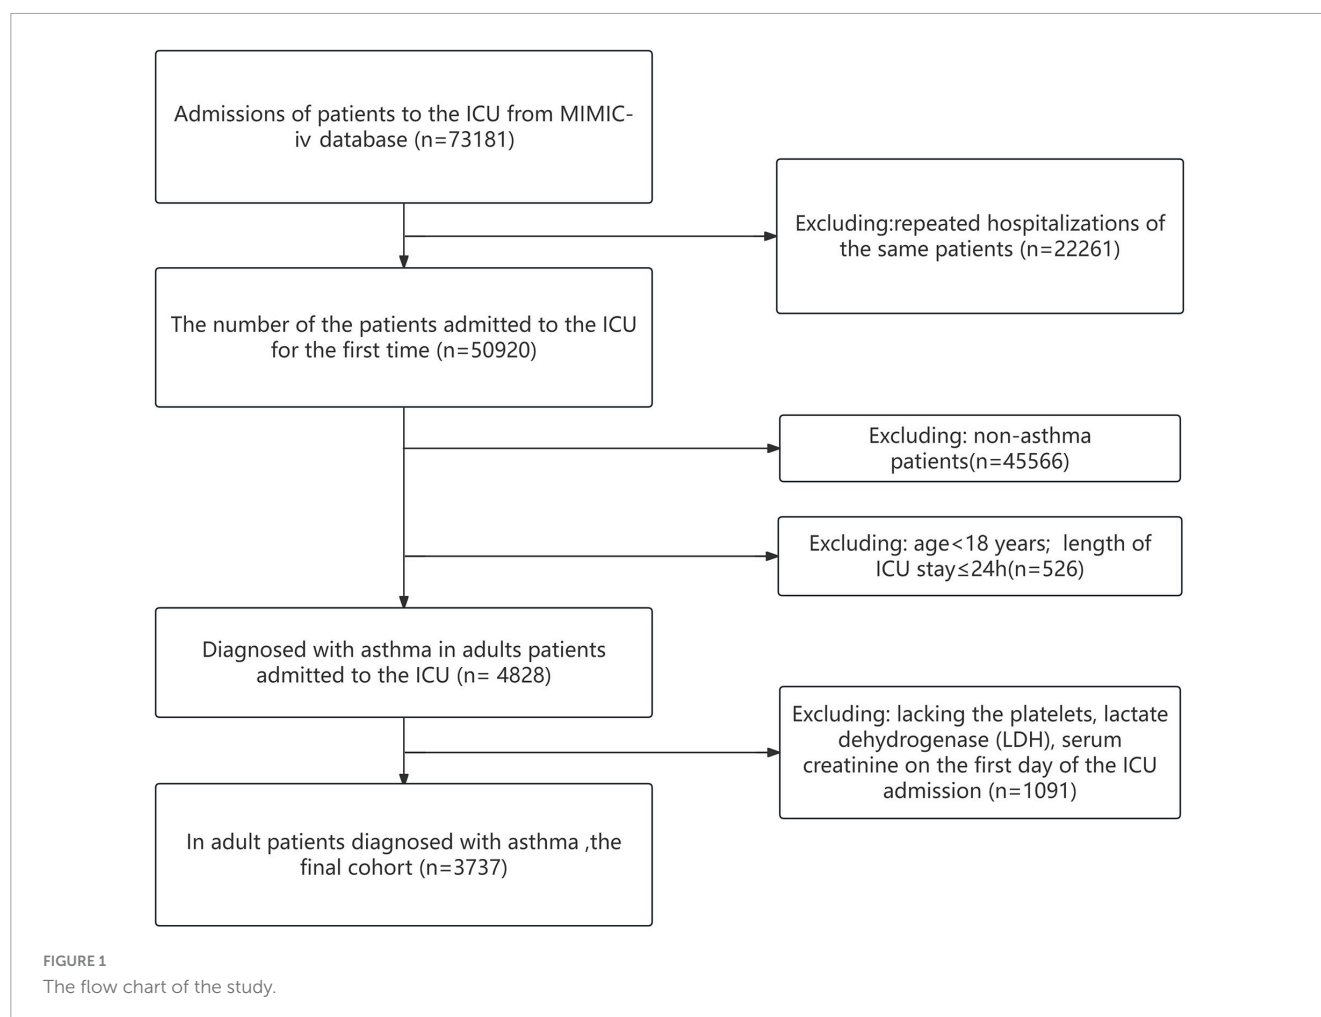 Admissions of patients to the ICU from MIMIC-
iv database (n=73181)
Excluding:repeated hospitalizations of
the same patients (n=22261)
The number of the patients admitted to the ICU
for the first time (n=50920)
Excluding: non-asthma
patients(n=45566)
Excluding: age<18 years; length of
ICU stay≤24h(n=526)
Diagnosed with asthma in adults patients
admitted to the ICU (n= 4828)
Excluding: lacking the platelets, lactate
dehydrogenase (LDH), serum
creatinine on the first day of the ICU
admission (n=1091)
In adult patients diagnosed with asthma ,the
final cohort (n=3737)
FIGURE 1
The flow chart of the study.